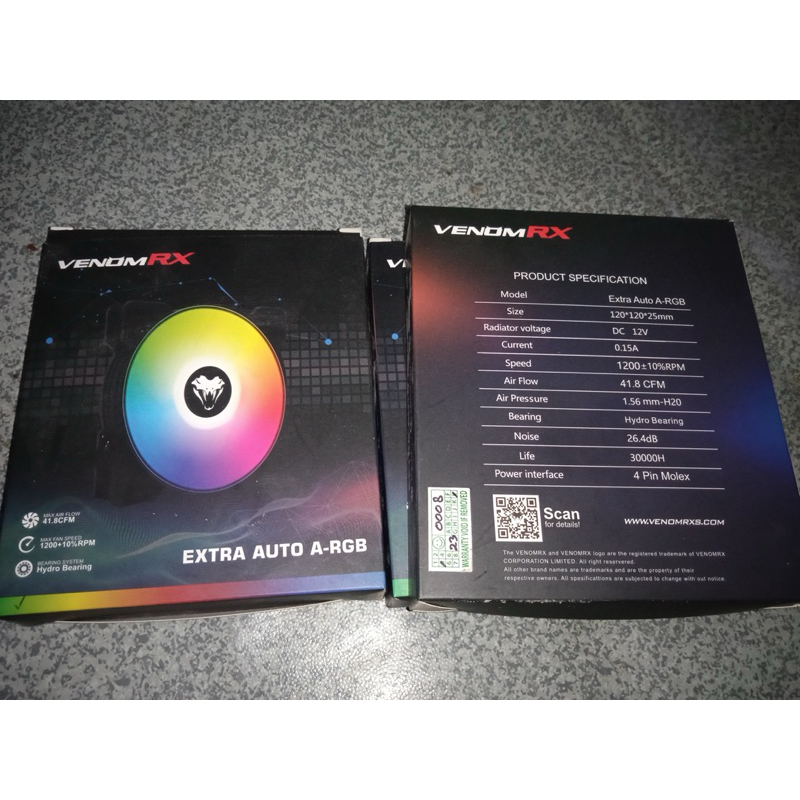 VENOMRX
MAX AIR FLOW
41.8CFM
MAX FAN SPEED
1200+10%RPM
BEARING SYSTEM
Hydro Bearing
EXTRA AUTO A-RGB
VENOMRX
PRODUCT SPECIFICATION
Model Extra Auto A-RGB
Size 120*120*25mm
Radiator voltage DC 12V
Current 0.15A
Speed 1200±10%RPM
Air Flow 41.8 CFM
Air Pressure 1.56 mm-H20
Bearing Hydro Bearing
Noise 26.4dB
Life 30000H
Power interface 4 Pin Molex
0008
23
WARRANTY VOID IF REMOVED
Scan
for details!
WWW.VENOMRXS.COM
The VENOMRX and VENOMRX logo are the registered trademark of VENOMRX
CORPORATION LIMITED. All right reserverd.
All other brand names are trademarks and are the property of their
respective owners. All specifications are subjected to change with out notice.